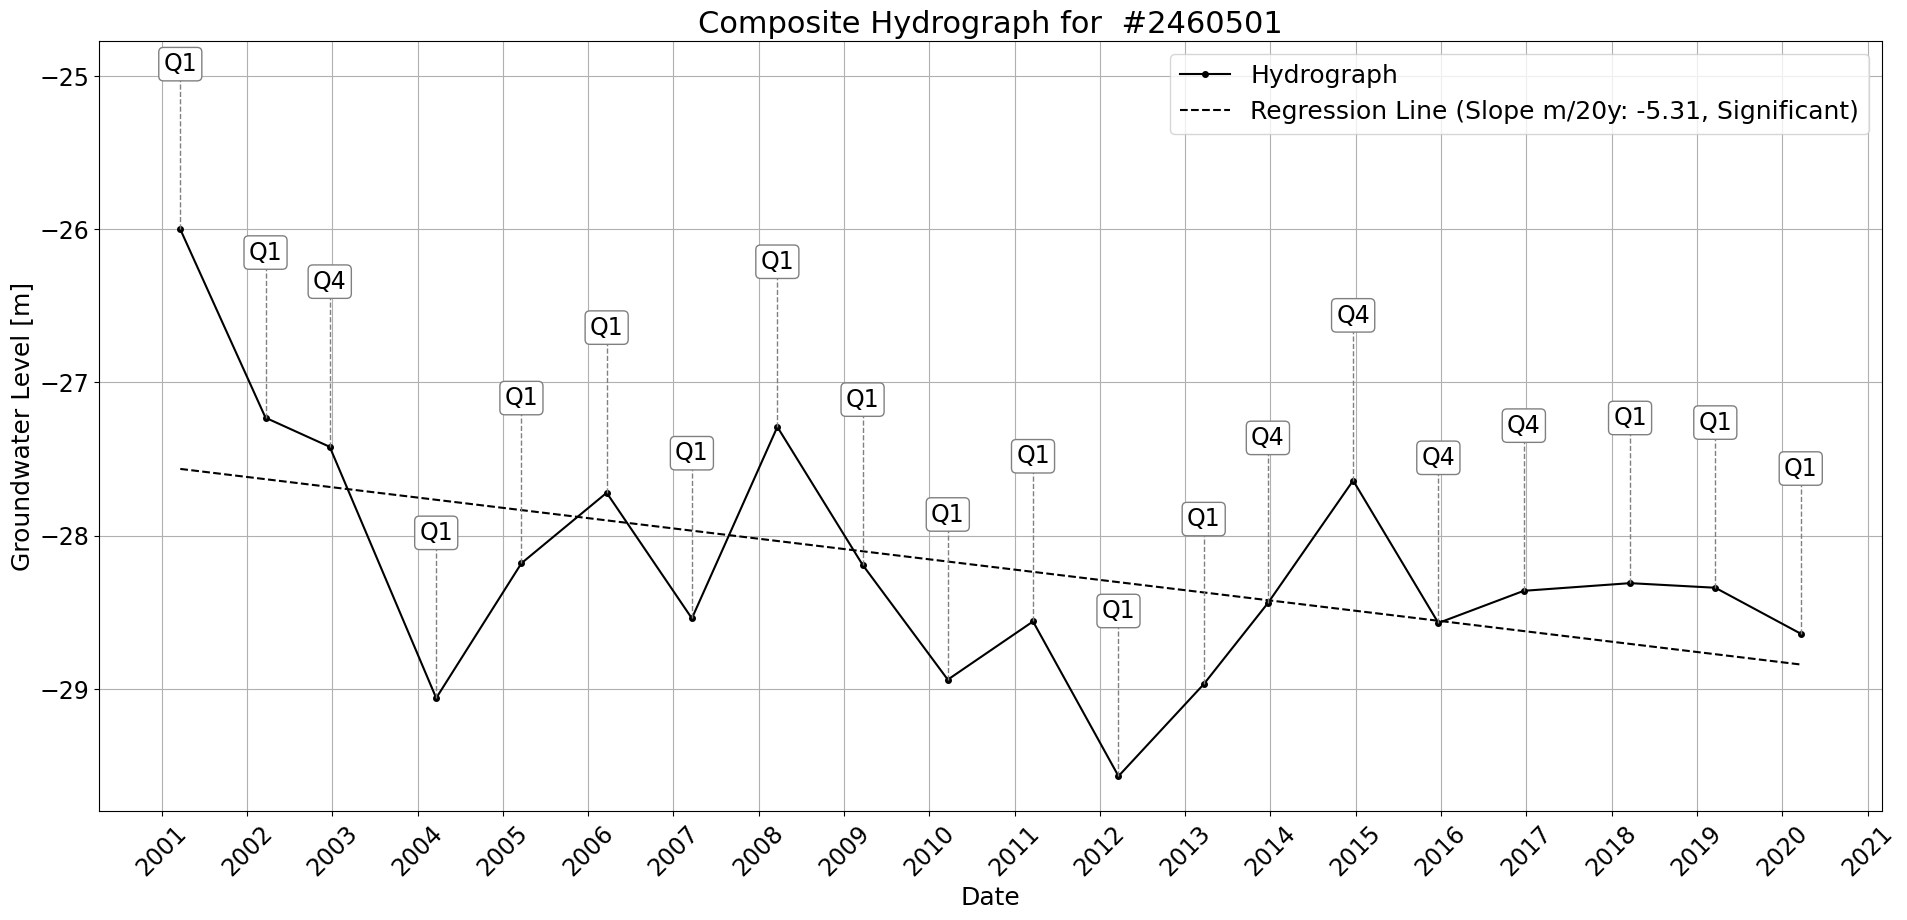 Composite Hydrograph for #2460501
Hydrograph
Regression Line (Slope m/20y: -5.31, Significant)
Groundwater Level [m]
−25
−26
−27
−28
−29
Q1
Q1
Q4
Q1
Q1
Q1
Q1
Q1
Q1
Q1
Q1
Q1
Q1
Q4
Q4
Q4
Q4
Q1
Q1
Q1
2001
2002
2003
2004
2005
2006
2007
2008
2009
2010
2011
2012
2013
2014
2015
2016
2017
2018
2019
2020
2021
Date